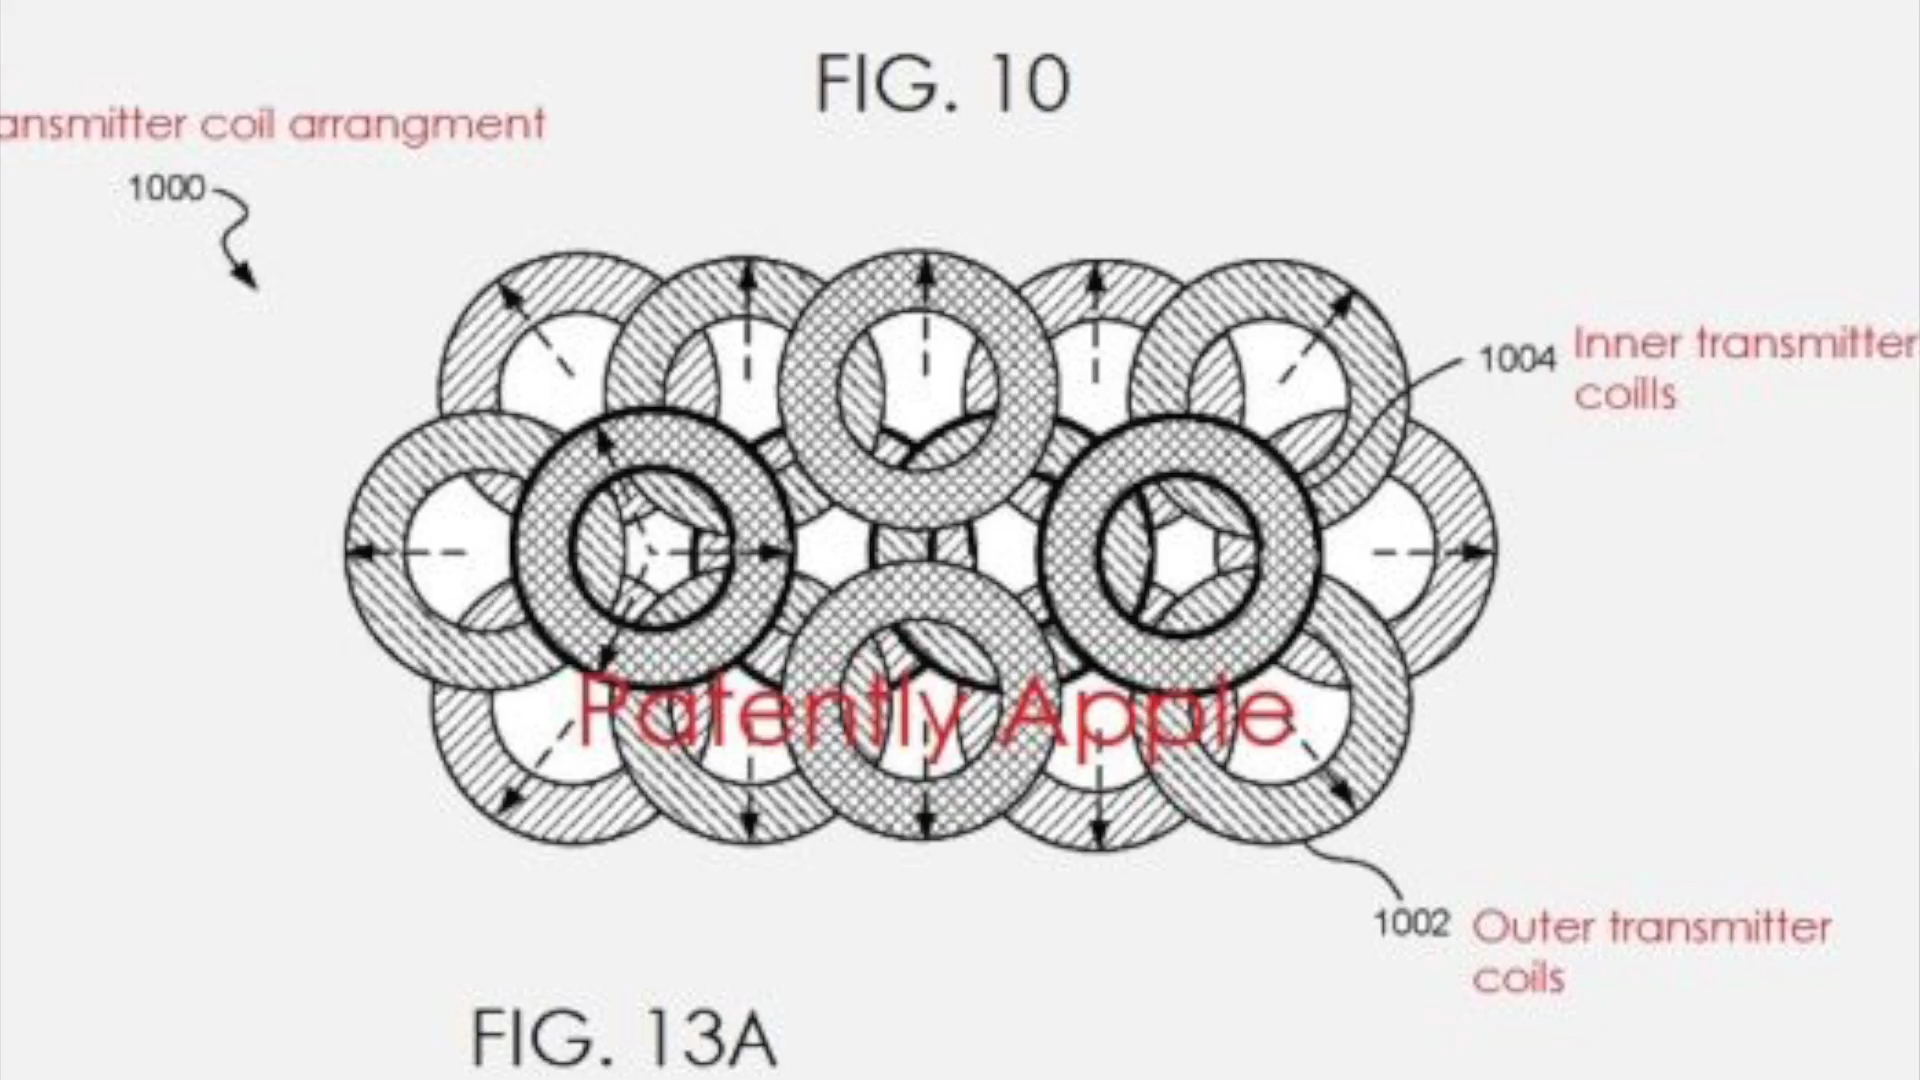 FIG. 10
ansmitter coil arrangment
1000
1004 Inner transmitter
coills
Patently Apple
1002 Outer transmitter
coils
FIG. 13A